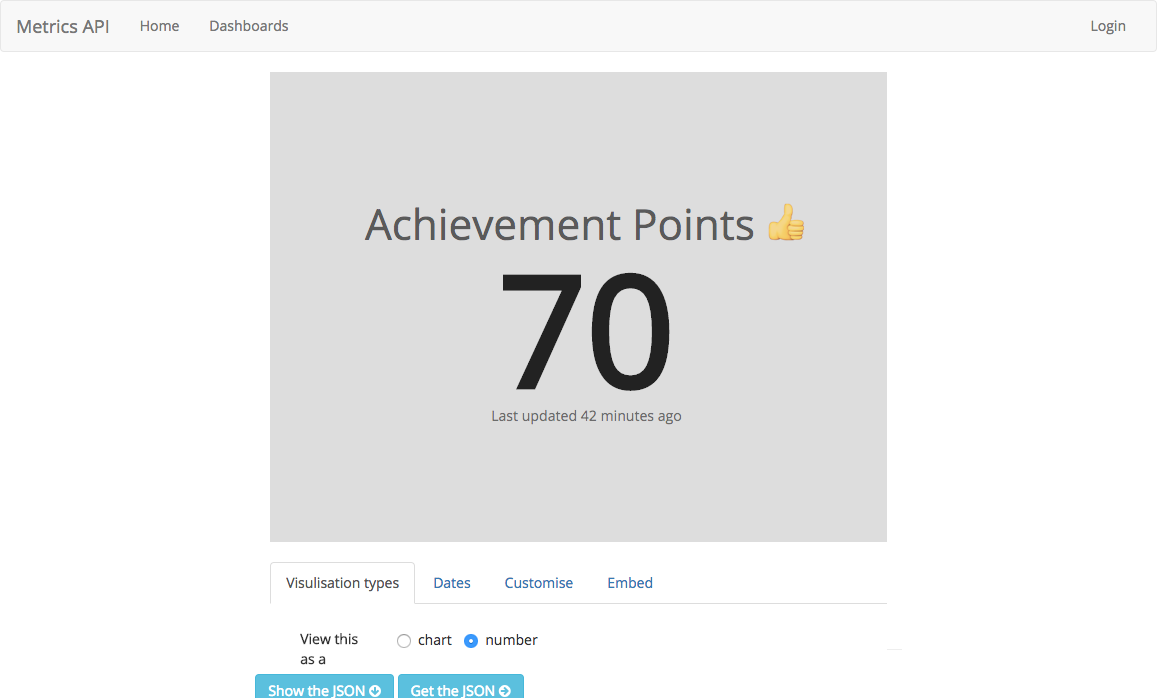 Metrics API Home Dashboards Login
Achievement Points 👍
70
Last updated 42 minutes ago
Visulisation types Dates Customise Embed
View this as a
chart number
Show the JSON Get the JSON